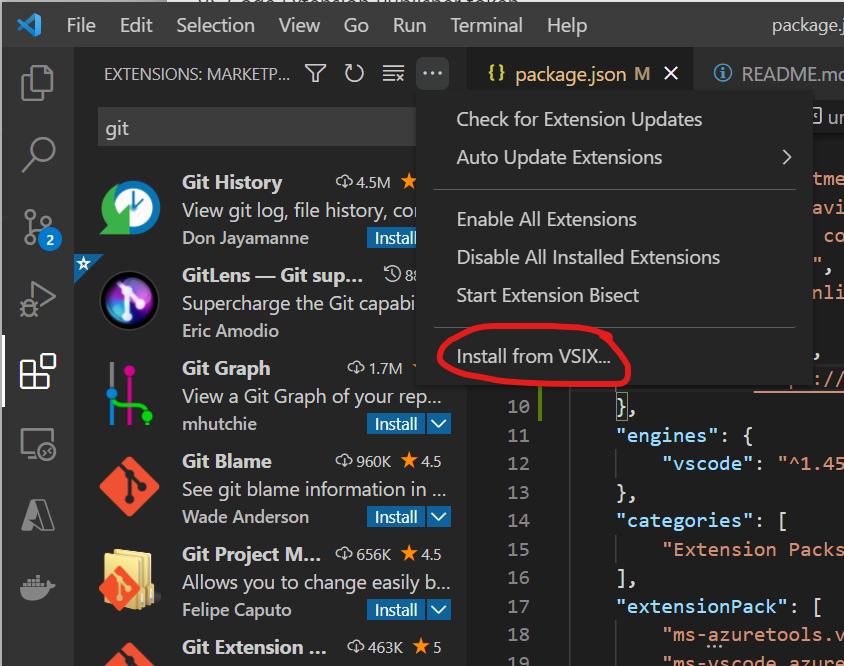 File Edit Selection View Go Run Terminal Help package.j
EXTENSIONS: MARKETP...
{} package.json M
README.md
git
Check for Extension Updates
Auto Update Extensions
Enable All Extensions
Disable All Installed Extensions
Start Extension Bisect
Install from VSIX...
Git History 4.5M
View git log, file history, co
Don Jayamanne Install
2
GitLens — Git sup... 88
Supercharge the Git capabi
Eric Amodio
Git Graph 1.7M
View a Git Graph of your rep...
mhutchie Install
Git Blame 960K 4.5
See git blame information in ...
Wade Anderson Install
Git Project M... 656K 4.5
Allows you to change easily b...
Felipe Caputo Install
Git Extension ... 463K 5
10 },
11 "engines": {
12 "vscode": "^1.45
13 },
14 "categories": [
15 "Extension Packs
16 ],
17 "extensionPack": [
18 "ms-azuretools.v
19 "ms-vscode.azure